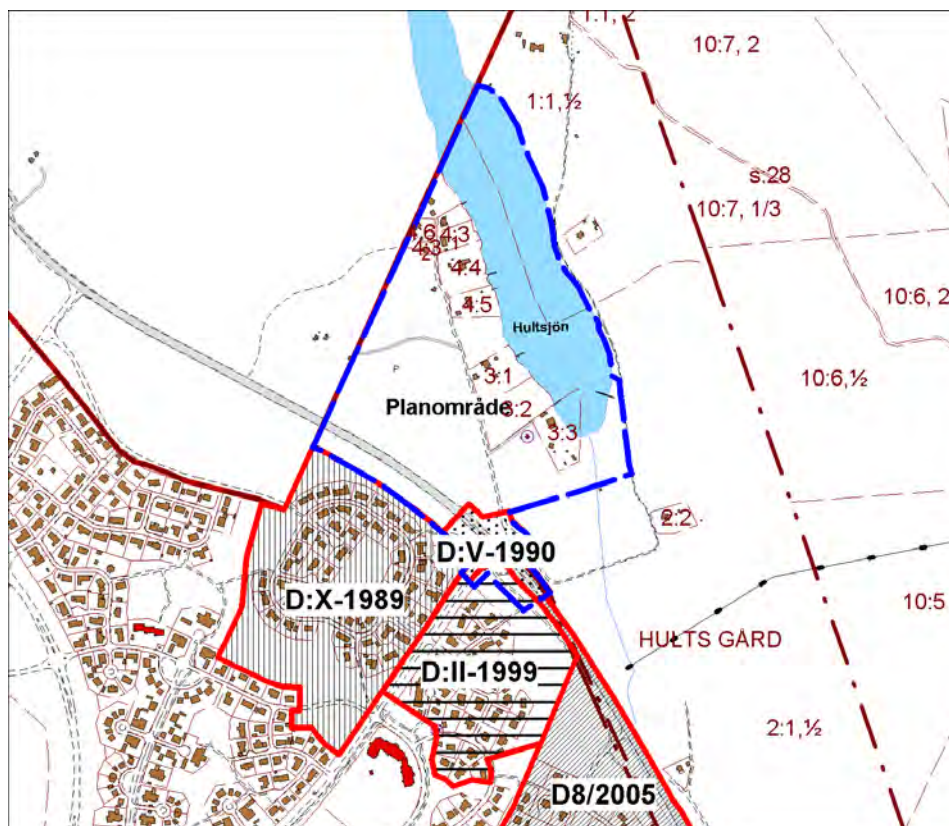 1:1, 2
10:7, 2
1:1,½
s:28
10:7, 1/3
4:3
4:4
4:5
10:6, 2
Hultsjön
3:1
10:6,½
P
Planområde
3:2
3:3
2:2
D:V-1990
D:X-1989
10:5
HULTS GÅRD
D:II-1999
2:1,½
D8/2005